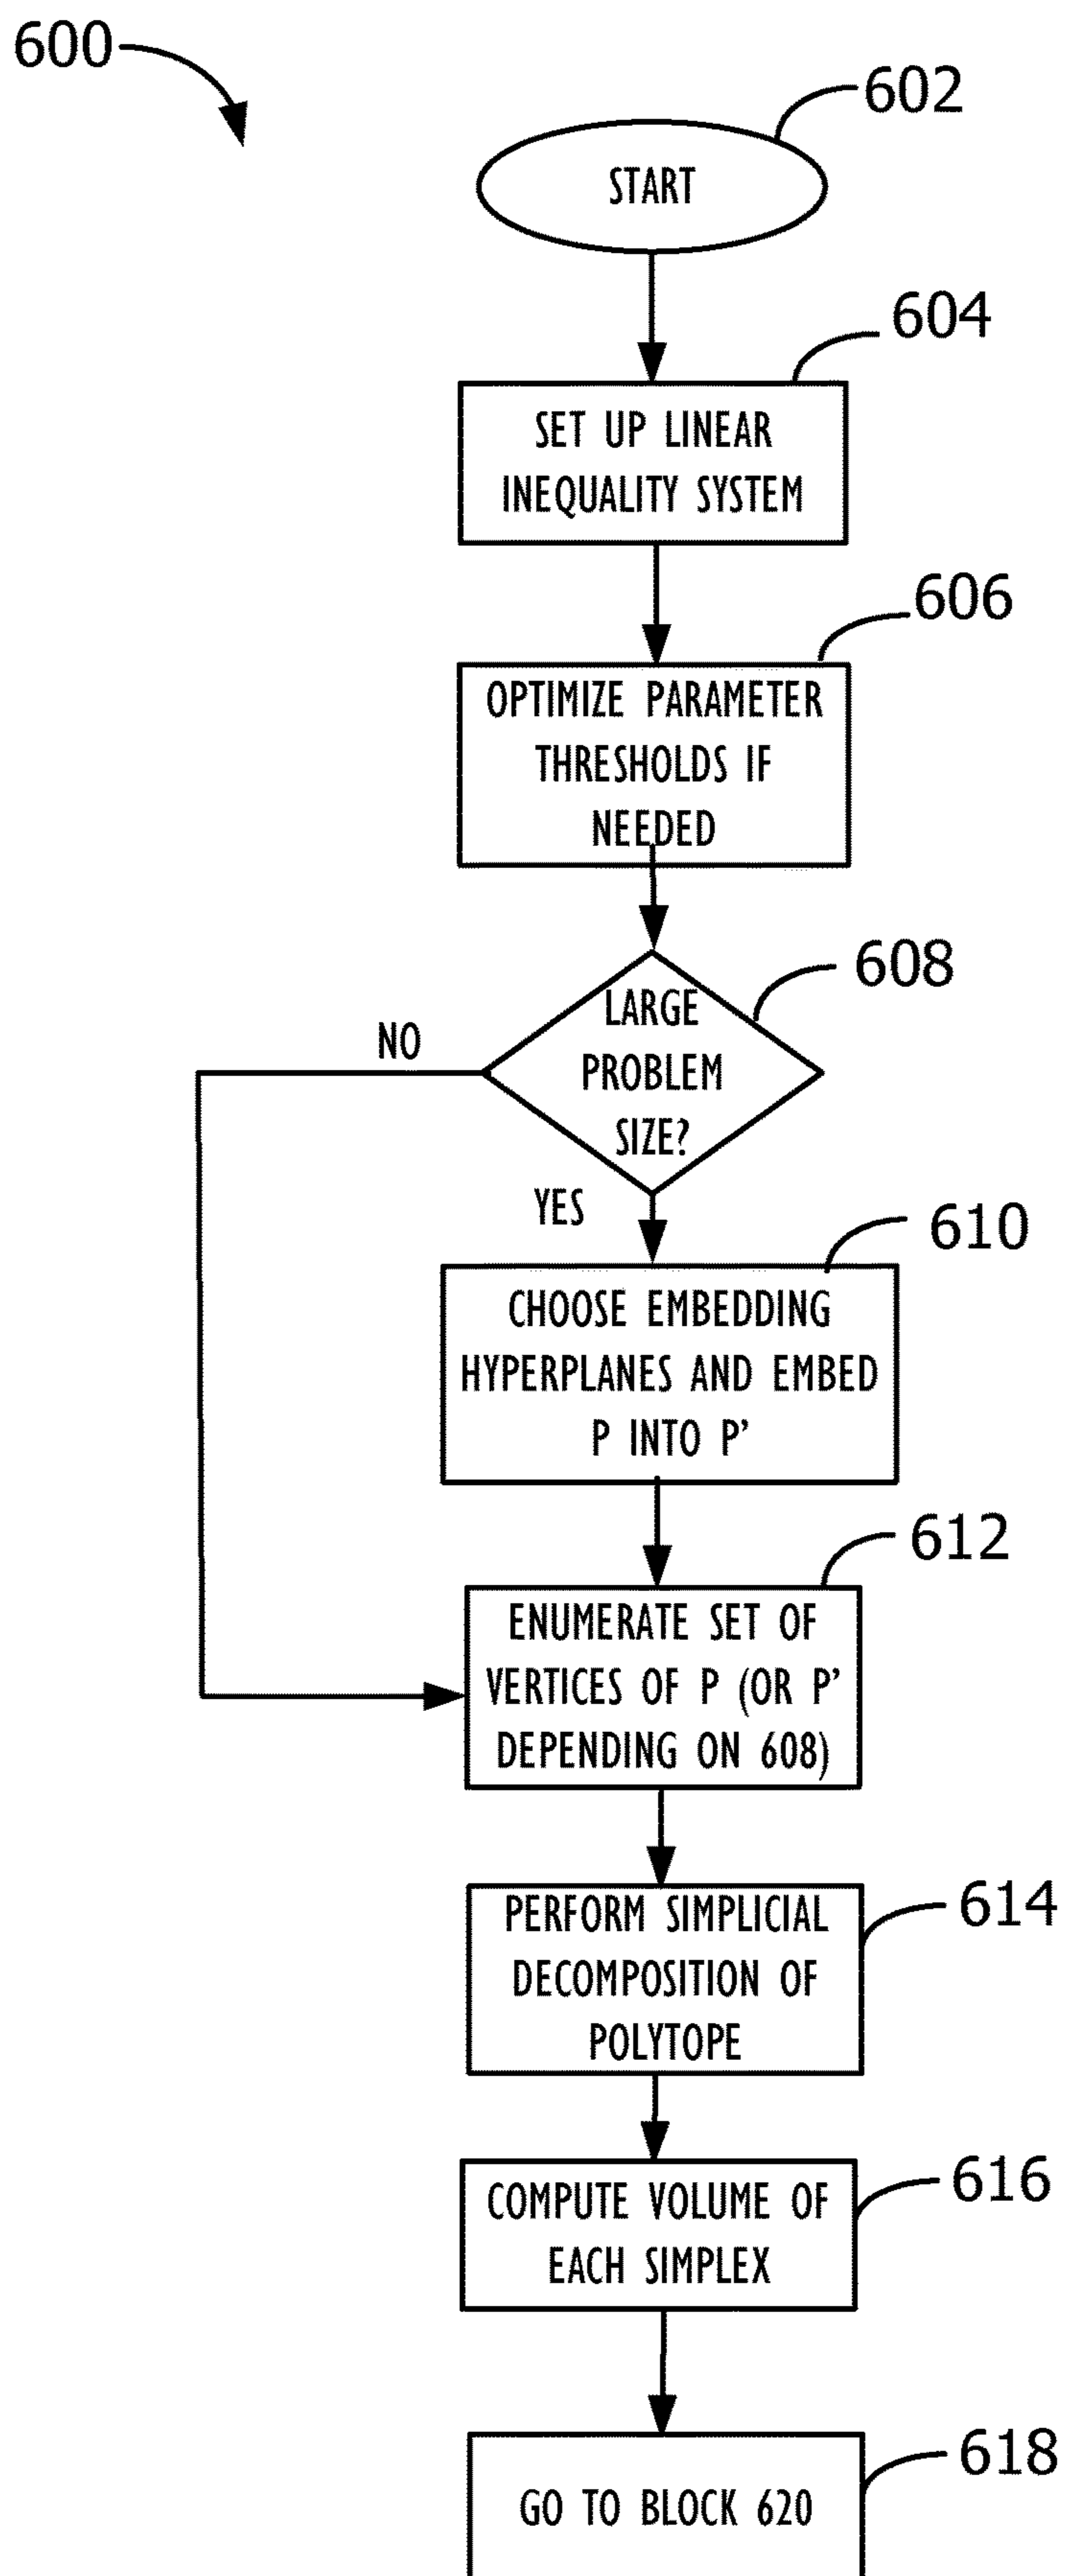 600
602
START
604
SET UP LINEAR
INEQUALITY SYSTEM
606
OPTIMIZE PARAMETER
THRESHOLDS IF
NEEDED
608
LARGE
PROBLEM
SIZE?
NO
YES
610
CHOOSE EMBEDDING
HYPERPLANES AND EMBED
P INTO P'
612
ENUMERATE SET OF
VERTICES OF P (OR P'
DEPENDING ON 608)
614
PERFORM SIMPLICIAL
DECOMPOSITION OF
POLYTOPE
616
COMPUTE VOLUME OF
EACH SIMPLEX
618
GO TO BLOCK 620